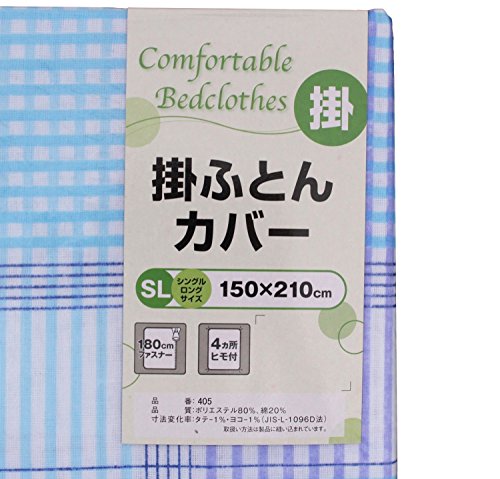 Comfortable
Bedclothes
掛
掛ふとん
カバー
SL シングル
ロング
サイズ
150×210cm
180cm
ファスナー
4ヵ所
ヒモ付
品 番:405
品 質:ポリエステル80%、綿20%
寸法変化率:タテ-1%・ヨコ-1%(JIS-L-1096D法)
取扱い方法は製品に縫い込まれています。